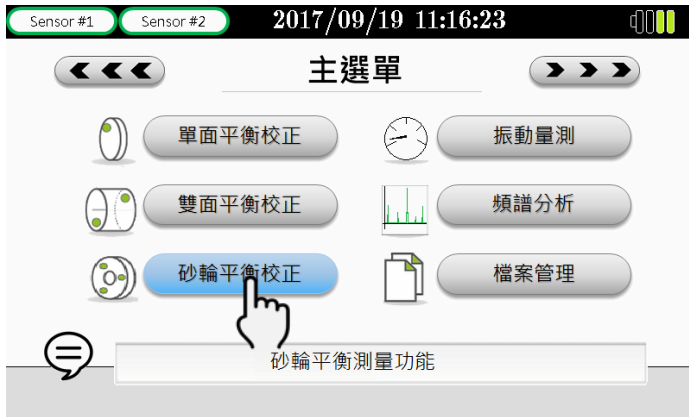 Sensor #1 Sensor #2 2017/09/19 11:16:23
主選單
單面平衡校正 振動量測
雙面平衡校正 頻譜分析
砂輪平衡校正 檔案管理
砂輪平衡測量功能